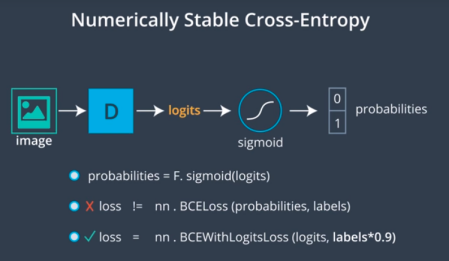 Numerically Stable Cross-Entropy
image
D
logits
sigmoid
0
1
probabilities
probabilities = F. sigmoid(logits)
X loss != nn . BCELoss (probabilities, labels)
✓ loss = nn . BCEWithLogitsLoss (logits, labels*0.9)